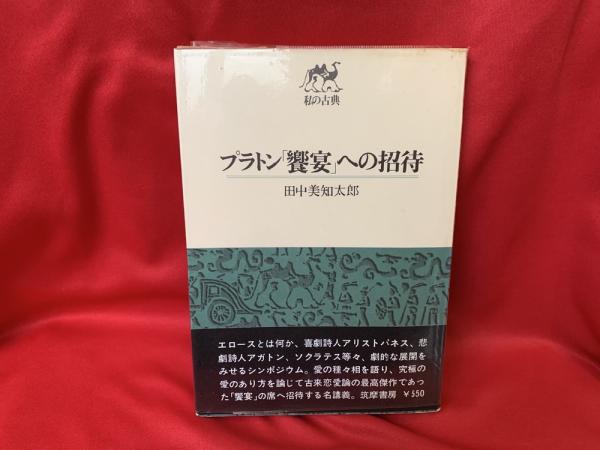 私の古典
プラトン「饗宴」への招待
田中美知太郎
エロースとは何か、喜劇詩人アリストパネス、悲
劇詩人アガトン、ソクラテス等々、劇的な展開を
みせるシンポジウム。愛の種々相を語り、究極の
愛のあり方を論じて古来恋愛論の最高傑作であっ
た「饗宴」の席へ招待する名講義。筑摩書房 ¥550